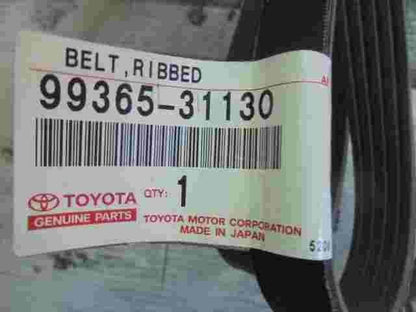 BELT, RIBBED
99365-31130
TOYOTA
GENUINE PARTS
QTY: 1
TOYOTA MOTOR CORPORATION
MADE IN JAPAN